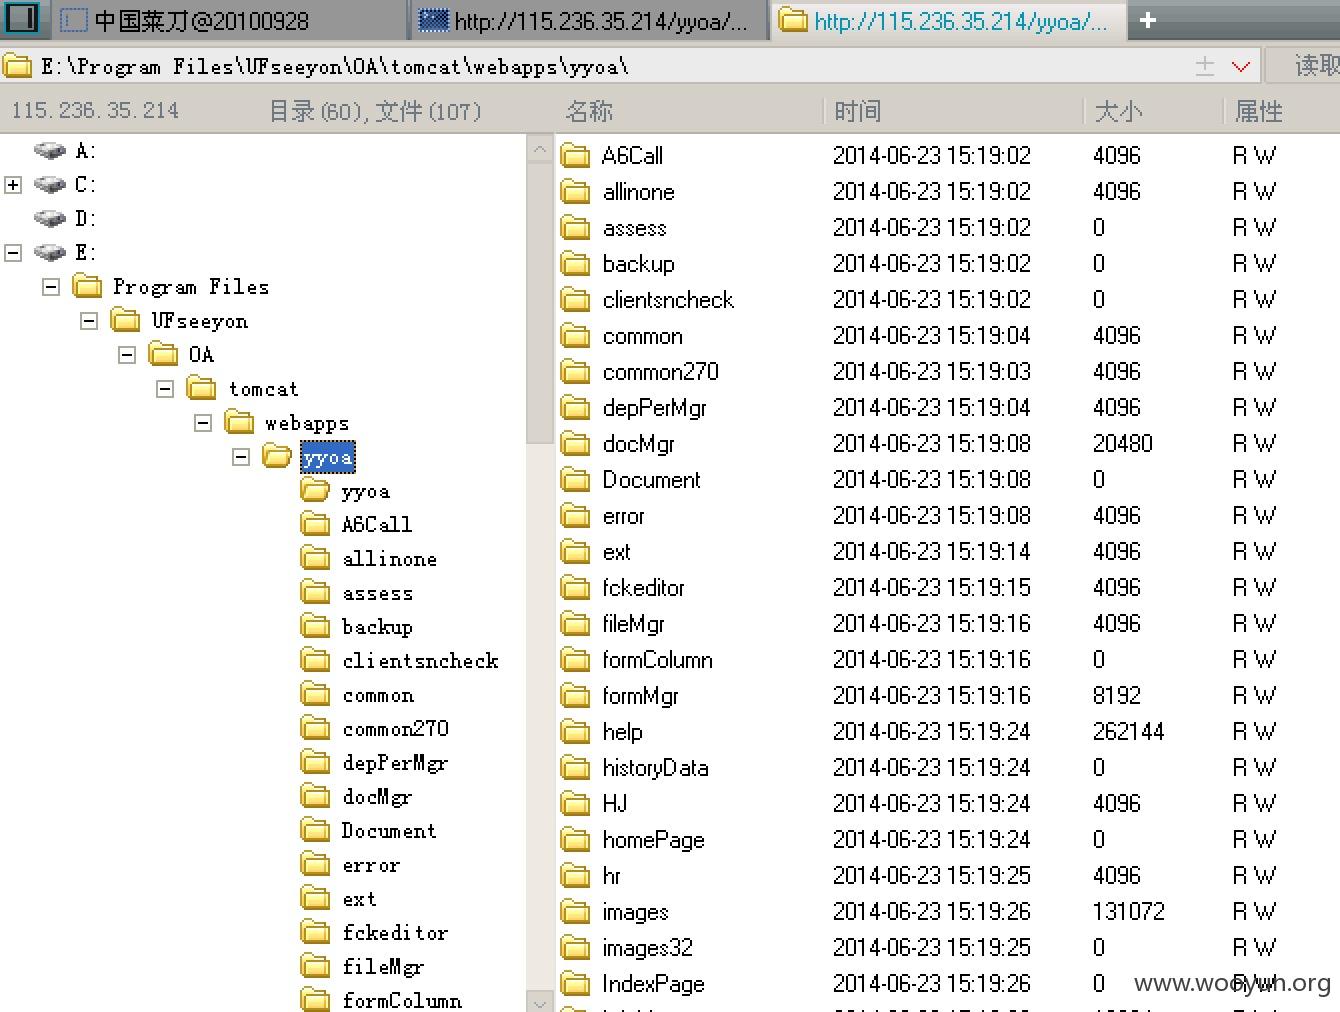 中国菜刀@20100928 http://115.236.35.214/yyoa/... http://115.236.35.214/yyoa/... +
E:\Program Files\UFseeyon\OA\tomcat\webapps\yyoa\ 读取
115.236.35.214 目录(60),文件(107) 名称 时间 大小 属性
A:
C:
D:
E:
Program Files
UFseeyon
OA
tomcat
webapps
yyoa
yyoa
A6Call
allinone
assess
backup
clientsncheck
common
common270
depPerMgr
docMgr
Document
error
ext
fckeditor
fileMgr
formColumn
A6Call 2014-06-23 15:19:02 4096 R W
allinone 2014-06-23 15:19:02 4096 R W
assess 2014-06-23 15:19:02 0 R W
backup 2014-06-23 15:19:02 0 R W
clientsncheck 2014-06-23 15:19:02 0 R W
common 2014-06-23 15:19:04 4096 R W
common270 2014-06-23 15:19:03 4096 R W
depPerMgr 2014-06-23 15:19:04 4096 R W
docMgr 2014-06-23 15:19:08 20480 R W
Document 2014-06-23 15:19:08 0 R W
error 2014-06-23 15:19:08 4096 R W
ext 2014-06-23 15:19:14 4096 R W
fckeditor 2014-06-23 15:19:15 4096 R W
fileMgr 2014-06-23 15:19:16 4096 R W
formColumn 2014-06-23 15:19:16 0 R W
formMgr 2014-06-23 15:19:16 8192 R W
help 2014-06-23 15:19:24 262144 R W
historyData 2014-06-23 15:19:24 0 R W
HJ 2014-06-23 15:19:24 4096 R W
homePage 2014-06-23 15:19:24 0 R W
hr 2014-06-23 15:19:25 4096 R W
images 2014-06-23 15:19:26 131072 R W
images32 2014-06-23 15:19:25 0 R W
IndexPage 2014-06-23 15:19:26 0 R W
www.wooyun.org